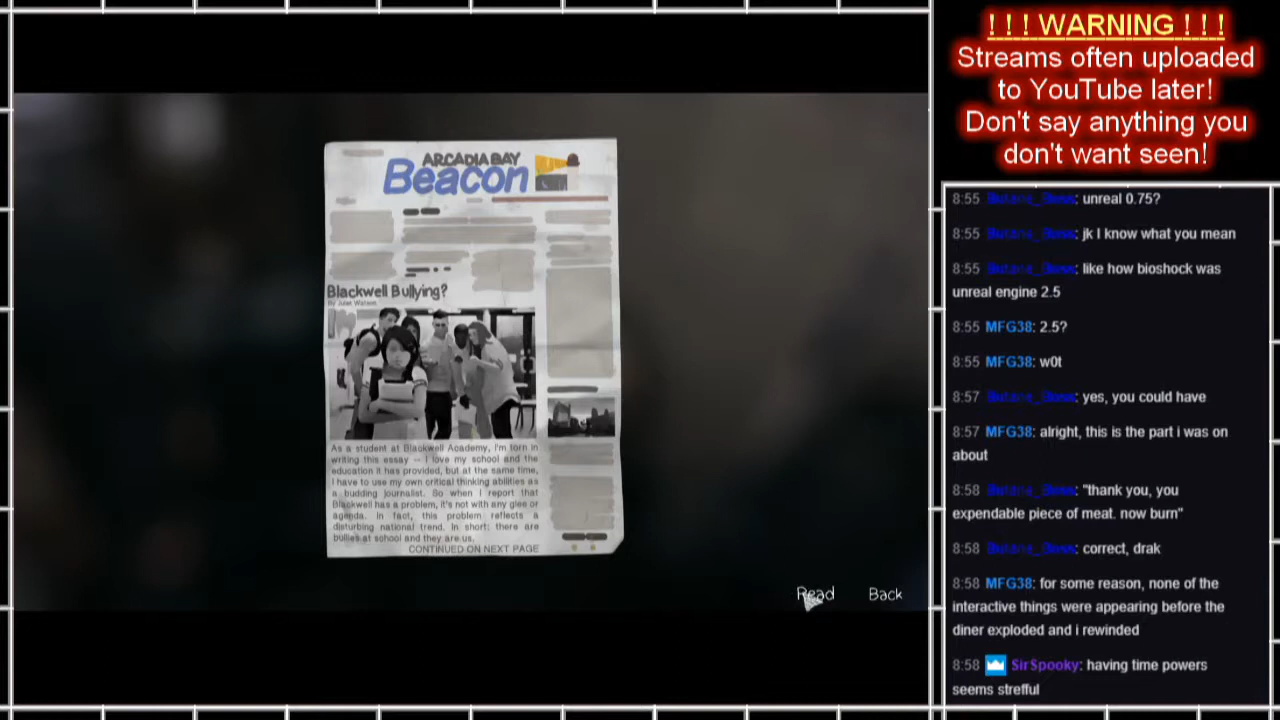 ARCADIA BAY
Beacon
Blackwell Bullying?
By Juliet Watson
As a student at Blackwell Academy, I'm torn in
writing this essay -- I love my school and the
education it has provided, but at the same time,
I have to use my own critical thinking abilities as
a budding journalist. So when I report that
Blackwell has a problem, it's not with any glee or
agenda. In fact, this problem reflects a
disturbing national trend. In short: there are
bullies at school and they are us.
CONTINUED ON NEXT PAGE
Read
Back
! ! ! WARNING ! ! !
Streams often uploaded
to YouTube later!
Don't say anything you
don't want seen!
8:55 Butane_Boss: unreal 0.75?
8:55 Butane_Boss: jk I know what you mean
8:55 Butane_Boss: like how bioshock was
unreal engine 2.5
8:55 MFG38: 2.5?
8:55 MFG38: w0t
8:57 Butane_Boss: yes, you could have
8:57 MFG38: alright, this is the part i was on
about
8:58 Butane_Boss: "thank you, you
expendable piece of meat. now burn"
8:58 Butane_Boss: correct, drak
8:58 MFG38: for some reason, none of the
interactive things were appearing before the
diner exploded and i rewinded
8:58 SirSpooky: having time powers
seems strefful